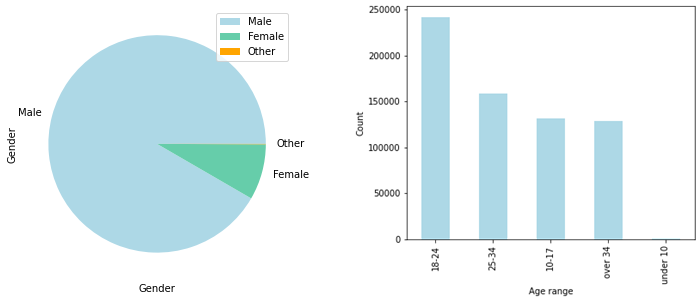 Male
Female
Other
Male
Other
Female
Gender
Gender
250000
200000
150000
100000
50000
0
Count
18-24
25-34
10-17
over 34
under 10
Age range